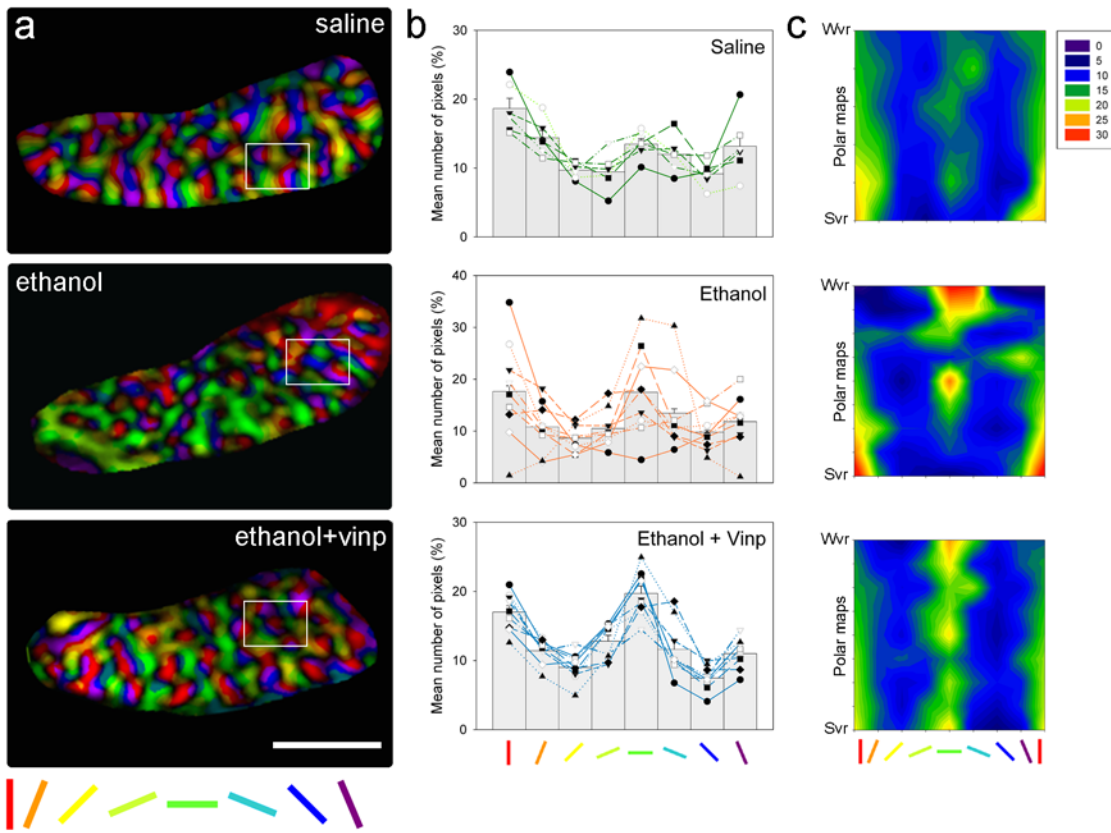 a
saline
ethanol
ethanol+vinp
b
Mean number of pixels (%)
30
20
10
0
Saline
Mean number of pixels (%)
40
30
20
10
0
Ethanol
Mean number of pixels (%)
30
20
10
0
Ethanol + Vinp
c
Wvr
Polar maps
Svr
0
5
10
15
20
25
30
Wvr
Polar maps
Svr
Wvr
Polar maps
Svr